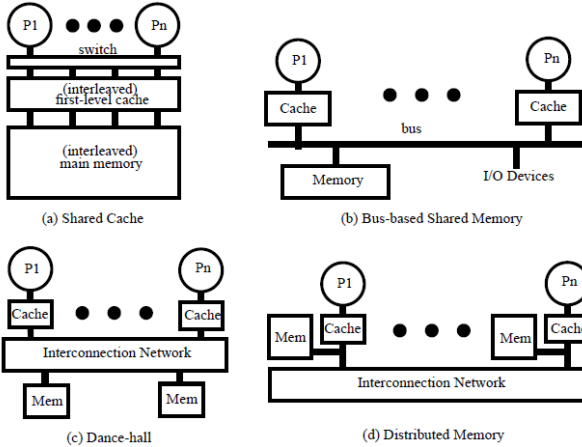 P1
Pn
switch
(interleaved)
first-level cache
(interleaved)
main memory
(a) Shared Cache
P1
Pn
Cache
Cache
bus
Memory
I/O Devices
(b) Bus-based Shared Memory
P1
Pn
Cache
Cache
Interconnection Network
Mem
Mem
(c) Dance-hall
P1
Pn
Mem
Cache
Mem
Cache
Interconnection Network
(d) Distributed Memory